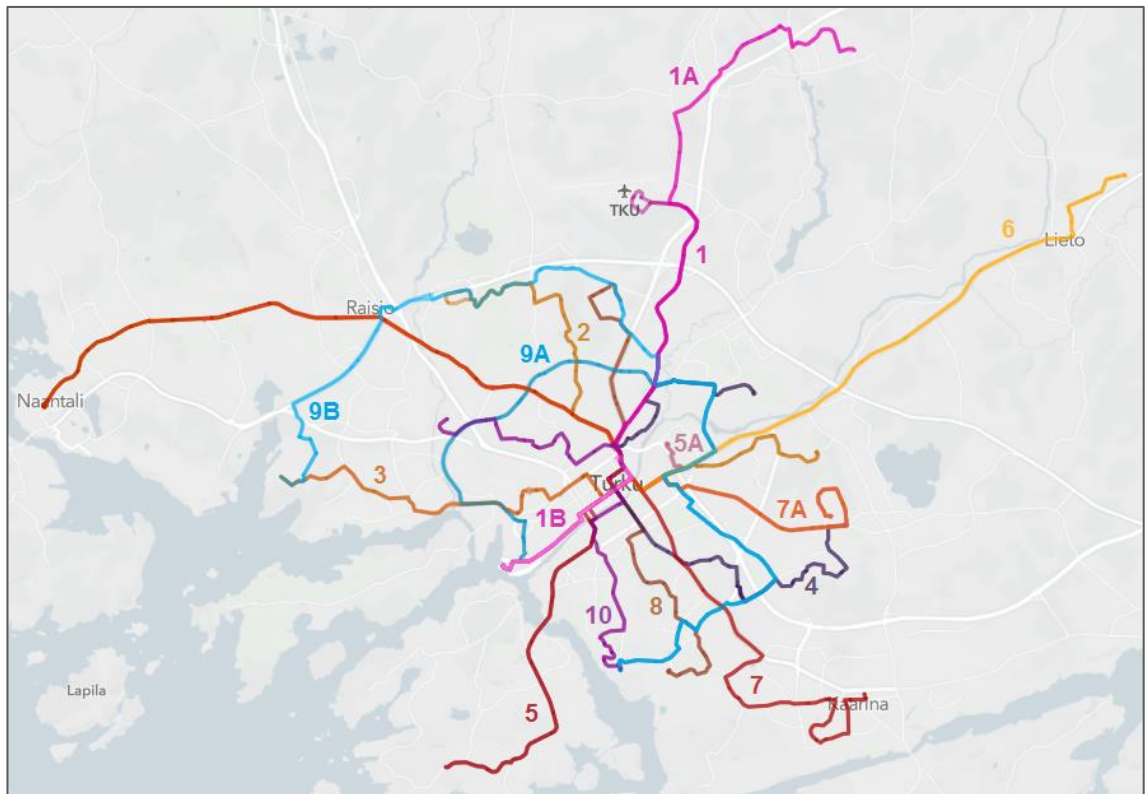 1A
TKU
6
Lieto
1
Raisio
2
9A
Naantali
9B
5A
3
Turku
7A
1B
4
8
10
7
Lapila
5
Kaarina